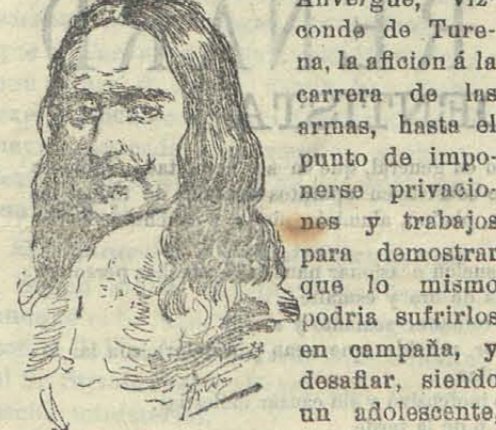 Auvergue, Viz-
conde de Ture-
na, la aficion á la
carrera de las
armas, hasta el
punto de impo-
nerse privacio-
nes y trabajos
para demostrar
que lo mismo
podria sufrirlos
en campaña, y
desafiar, siendo
un adolescente,